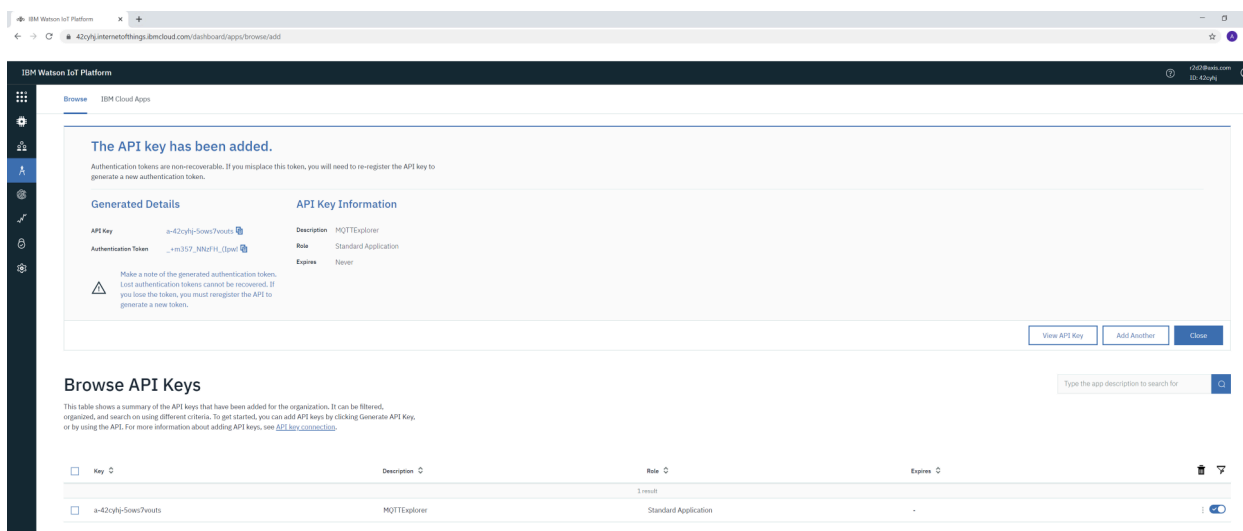 IBM Watson IoT Platform
42cyhj.internetofthings.ibmcloud.com/dashboard/apps/browse/add
A
IBM Watson IoT Platform
r2d2@axis.com
ID: 42cyhj
Browse IBM Cloud Apps
The API key has been added.
Authentication tokens are non-recoverable. If you misplace this token, you will need to re-register the API key to
generate a new authentication token.
Generated Details
API Key a-42cyhj-5ows7vouts
Authentication Token _+m357_NNzFH_(Jpwl
Make a note of the generated authentication token.
Lost authentication tokens cannot be recovered. If
you lose the token, you must reregister the API to
generate a new token.
API Key Information
Description MQTTExplorer
Role Standard Application
Expires Never
View API Key Add Another Close
Browse API Keys
Type the app description to search for
This table shows a summary of the API keys that have been added for the organization. It can be filtered,
organized, and search on using different criteria. To get started, you can add API keys by clicking Generate API Key,
or by using the API. For more information about adding API keys, see API key connection.
Key Description Role Expires
1 result
a-42cyhj-5ows7vouts MQTTExplorer Standard Application -